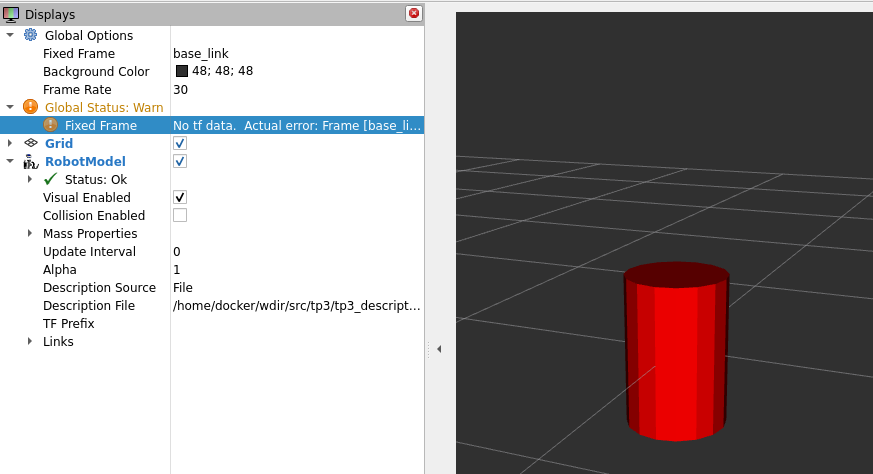 Displays
Global Options
Fixed Frame base_link
Background Color 48; 48; 48
Frame Rate 30
Global Status: Warn
Fixed Frame No tf data.  Actual error: Frame [base_li...
Grid
RobotModel
Status: Ok
Visual Enabled
Collision Enabled
Mass Properties
Update Interval 0
Alpha 1
Description Source File
Description File /home/docker/wdir/src/tp3/tp3_descript...
TF Prefix
Links